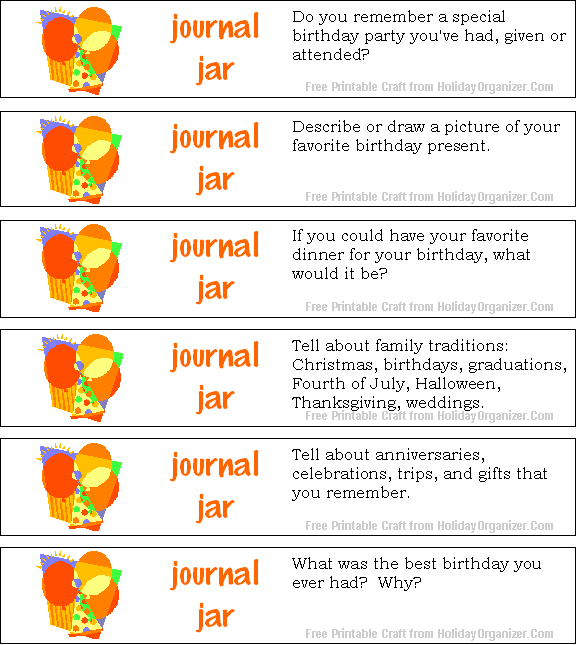 journal
jar
Do you remember a special
birthday party you've had, given or
attended?
Free Printable Craft from HolidayOrganizer.Com
journal
jar
Describe or draw a picture of your
favorite birthday present.
Free Printable Craft from HolidayOrganizer.Com
journal
jar
If you could have your favorite
dinner for your birthday, what
would it be?
Free Printable Craft from HolidayOrganizer.Com
journal
jar
Tell about family traditions:
Christmas, birthdays, graduations,
Fourth of July, Halloween,
Thanksgiving, weddings.
Free Printable Craft from HolidayOrganizer.Com
journal
jar
Tell about anniversaries,
celebrations, trips, and gifts that
you remember.
Free Printable Craft from HolidayOrganizer.Com
journal
jar
What was the best birthday you
ever had?  Why?
Free Printable Craft from HolidayOrganizer.Com